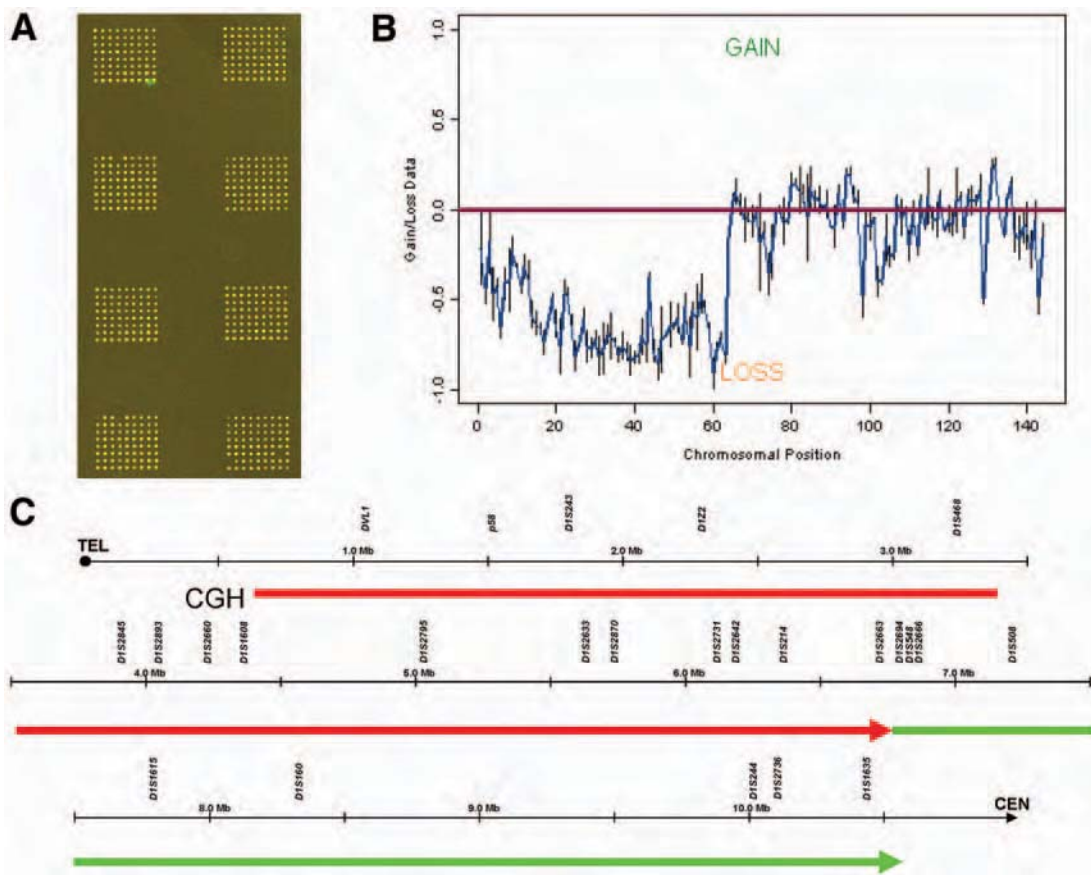 A
B
GAIN
LOSS
Gain/Loss Data
1.0
0.5
0.0
-0.5
-1.0
0 20 40 60 80 100 120 140
Chromosomal Position
C
DVL1 p58 D1S243 D1Z2 D1S468
TEL
1.0 Mb 2.0 Mb 3.0 Mb
CGH
D1S2845 D1S2893 D1S2660 D1S1608 D1S2795 D1S2633 D1S2870 D1S2731 D1S2642 D1S214 D1S2663 D1S2694 D1S548 D1S2666 D1S508
4.0 Mb 5.0 Mb 6.0 Mb 7.0 Mb
D1S1615 D1S160 D1S244 D1S2736 D1S1635
8.0 Mb 9.0 Mb 10.0 Mb
CEN